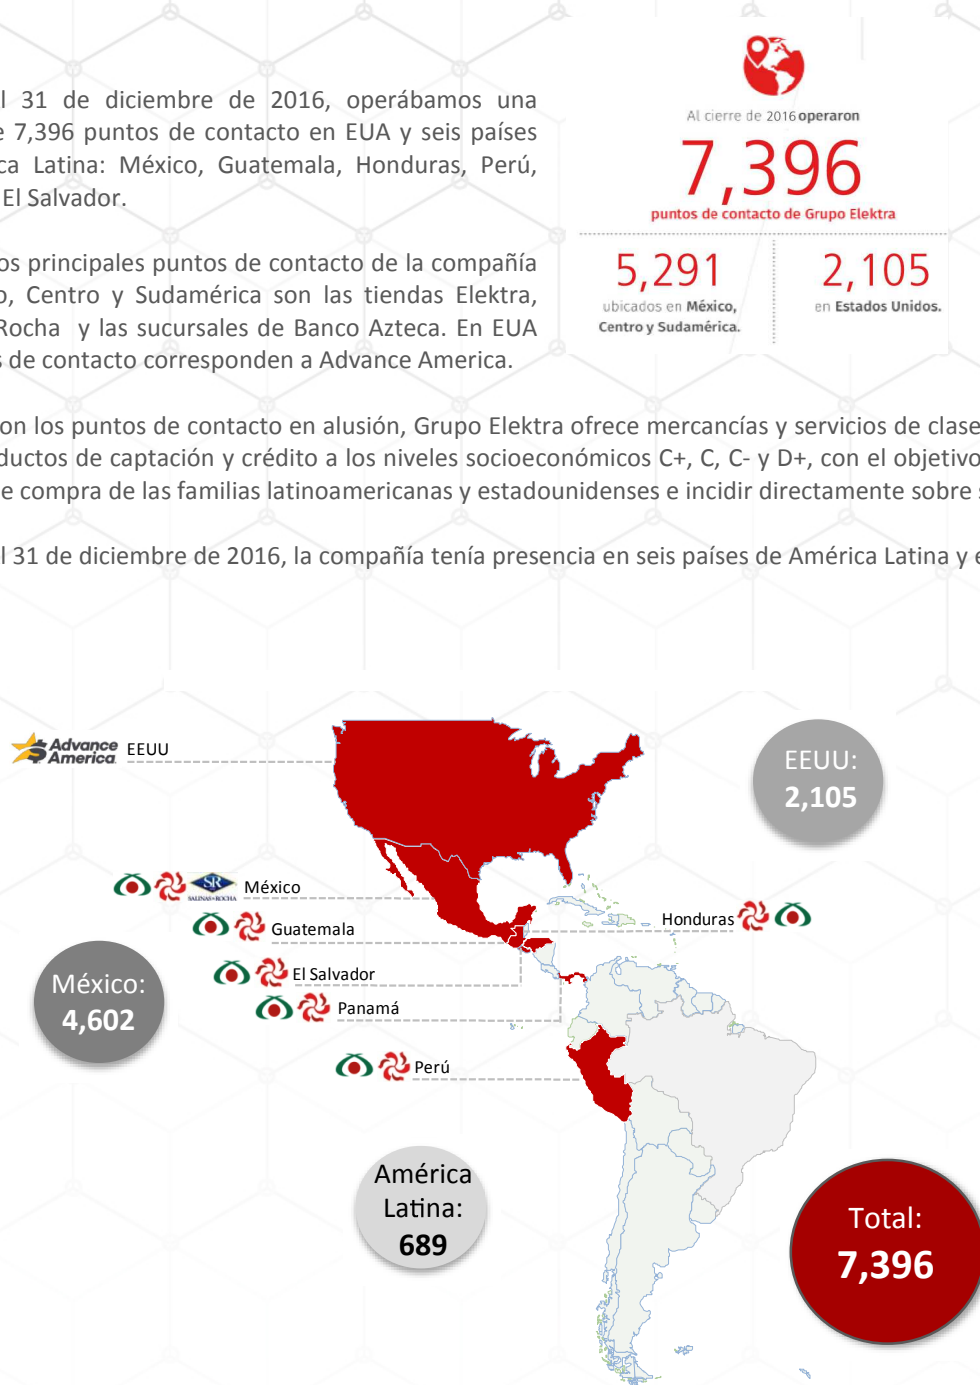 l 31 de diciembre de 2016, operábamos una
e 7,396 puntos de contacto en EUA y seis países
ca Latina: México, Guatemala, Honduras, Perú,
El Salvador.
Al cierre de 2016 operaron
7,396
puntos de contacto de Grupo Elektra
5,291
ubicados en México,
Centro y Sudamérica.
2,105
en Estados Unidos.
os principales puntos de contacto de la compañía
o, Centro y Sudamérica son las tiendas Elektra,
Rocha y las sucursales de Banco Azteca. En EUA
s de contacto corresponden a Advance America.
on los puntos de contacto en alusión, Grupo Elektra ofrece mercancías y servicios de clase
ductos de captación y crédito a los niveles socioeconómicos C+, C, C- y D+, con el objetivo
e compra de las familias latinoamericanas y estadounidenses e incidir directamente sobre s
l 31 de diciembre de 2016, la compañía tenía presencia en seis países de América Latina y e
Advance
America
EEUU
EEUU:
2,105
SR
SALINAS Y ROCHA
México
Guatemala
Honduras
El Salvador
Panamá
México:
4,602
Perú
América
Latina:
689
Total:
7,396